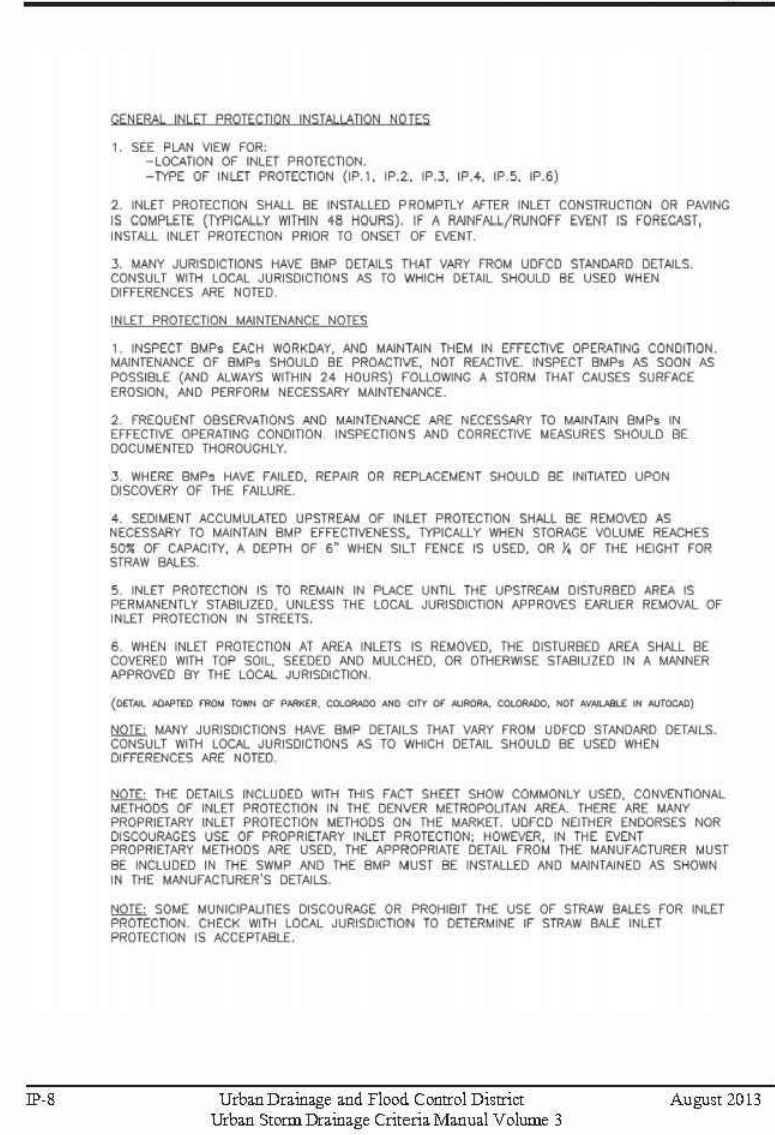 GENERAL INLET PROTECTION INSTALLATION NOTES
1. SEE PLAN VIEW FOR:
-LOCATION OF INLET PROTECTION.
-TYPE OF INLET PROTECTION (IP.1, IP.2, IP.3, IP.4, IP.5, IP.6)
2. INLET PROTECTION SHALL BE INSTALLED PROMPTLY AFTER INLET CONSTRUCTION OR PAVING
IS COMPLETE (TYPICALLY WITHIN 48 HOURS). IF A RAINFALL/RUNOFF EVENT IS FORECAST,
INSTALL INLET PROTECTION PRIOR TO ONSET OF EVENT.
3. MANY JURISDICTIONS HAVE BMP DETAILS THAT VARY FROM UDFCD STANDARD DETAILS.
CONSULT WITH LOCAL JURISDICTIONS AS TO WHICH DETAIL SHOULD BE USED WHEN
DIFFERENCES ARE NOTED.
INLET PROTECTION MAINTENANCE NOTES
1. INSPECT BMPs EACH WORKDAY, AND MAINTAIN THEM IN EFFECTIVE OPERATING CONDITION.
MAINTENANCE OF BMPs SHOULD BE PROACTIVE, NOT REACTIVE. INSPECT BMPs AS SOON AS
POSSIBLE (AND ALWAYS WITHIN 24 HOURS) FOLLOWING A STORM THAT CAUSES SURFACE
EROSION, AND PERFORM NECESSARY MAINTENANCE.
2. FREQUENT OBSERVATIONS AND MAINTENANCE ARE NECESSARY TO MAINTAIN BMPs IN
EFFECTIVE OPERATING CONDITION. INSPECTIONS AND CORRECTIVE MEASURES SHOULD BE
DOCUMENTED THOROUGHLY.
3. WHERE BMPs HAVE FAILED, REPAIR OR REPLACEMENT SHOULD BE INITIATED UPON
DISCOVERY OF THE FAILURE.
4. SEDIMENT ACCUMULATED UPSTREAM OF INLET PROTECTION SHALL BE REMOVED AS
NECESSARY TO MAINTAIN BMP EFFECTIVENESS, TYPICALLY WHEN STORAGE VOLUME REACHES
50% OF CAPACITY, A DEPTH OF 6" WHEN SILT FENCE IS USED, OR ¼ OF THE HEIGHT FOR
STRAW BALES.
5. INLET PROTECTION IS TO REMAIN IN PLACE UNTIL THE UPSTREAM DISTURBED AREA IS
PERMANENTLY STABILIZED, UNLESS THE LOCAL JURISDICTION APPROVES EARLIER REMOVAL OF
INLET PROTECTION IN STREETS.
6. WHEN INLET PROTECTION AT AREA INLETS IS REMOVED, THE DISTURBED AREA SHALL BE
COVERED WITH TOP SOIL, SEEDED AND MULCHED, OR OTHERWISE STABILIZED IN A MANNER
APPROVED BY THE LOCAL JURISDICTION.
(DETAIL ADAPTED FROM TOWN OF PARKER, COLORADO AND CITY OF AURORA, COLORADO, NOT AVAILABLE IN AUTOCAD)
NOTE: MANY JURISDICTIONS HAVE BMP DETAILS THAT VARY FROM UDFCD STANDARD DETAILS.
CONSULT WITH LOCAL JURISDICTIONS AS TO WHICH DETAIL SHOULD BE USED WHEN
DIFFERENCES ARE NOTED.
NOTE: THE DETAILS INCLUDED WITH THIS FACT SHEET SHOW COMMONLY USED, CONVENTIONAL
METHODS OF INLET PROTECTION IN THE DENVER METROPOLITAN AREA. THERE ARE MANY
PROPRIETARY INLET PROTECTION METHODS ON THE MARKET. UDFCD NEITHER ENDORSES NOR
DISCOURAGES USE OF PROPRIETARY INLET PROTECTION; HOWEVER, IN THE EVENT
PROPRIETARY METHODS ARE USED, THE APPROPRIATE DETAIL FROM THE MANUFACTURER MUST
BE INCLUDED IN THE SWMP AND THE BMP MUST BE INSTALLED AND MAINTAINED AS SHOWN
IN THE MANUFACTURER'S DETAILS.
NOTE: SOME MUNICIPALITIES DISCOURAGE OR PROHIBIT THE USE OF STRAW BALES FOR INLET
PROTECTION. CHECK WITH LOCAL JURISDICTION TO DETERMINE IF STRAW BALE INLET
PROTECTION IS ACCEPTABLE.
IP-8 Urban Drainage and Flood Control District August 2013
Urban Storm Drainage Criteria Manual Volume 3